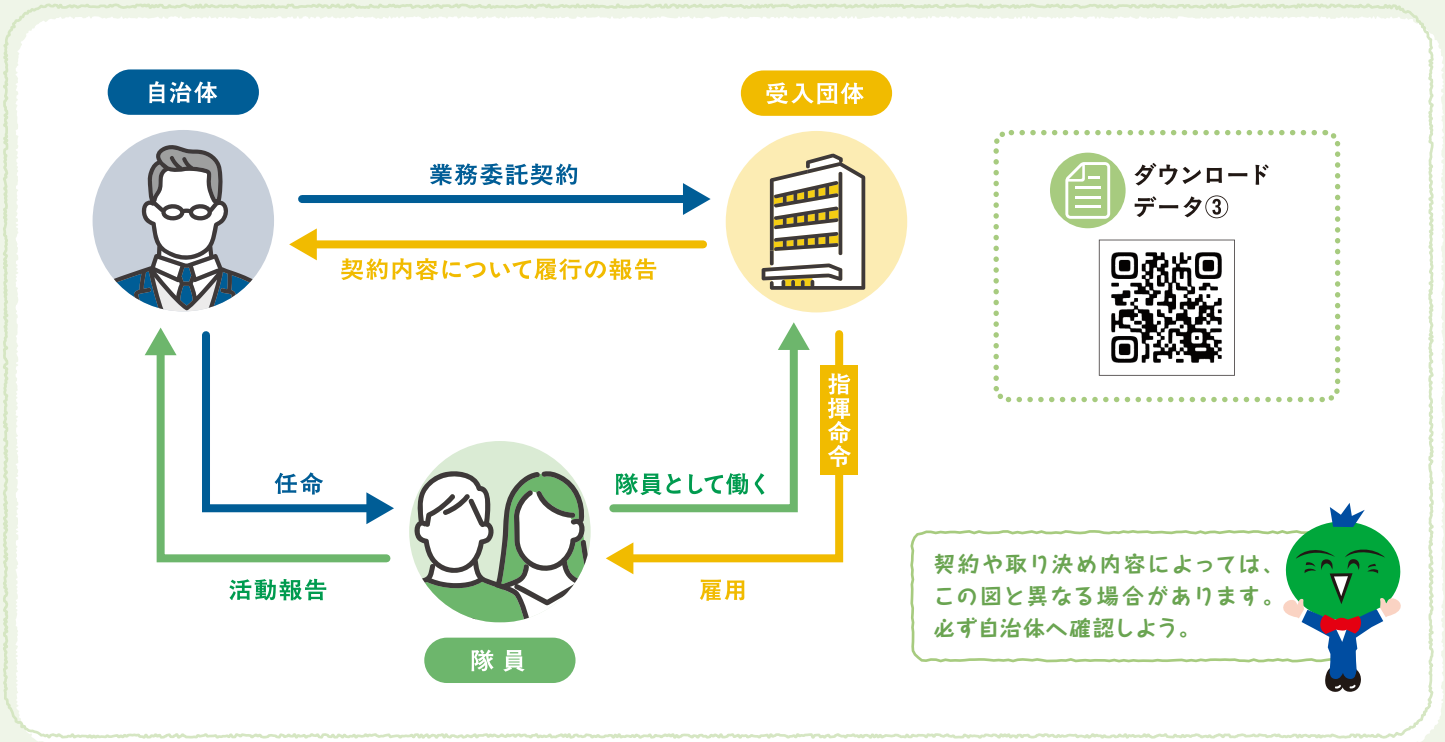 自治体
受入団体
業務委託契約
契約内容について履行の報告
ダウンロード
データ③
指揮命令
任命
隊員として働く
活動報告
雇用
隊員
契約や取り決め内容によっては、
この図と異なる場合があります。
必ず自治体へ確認しよう。